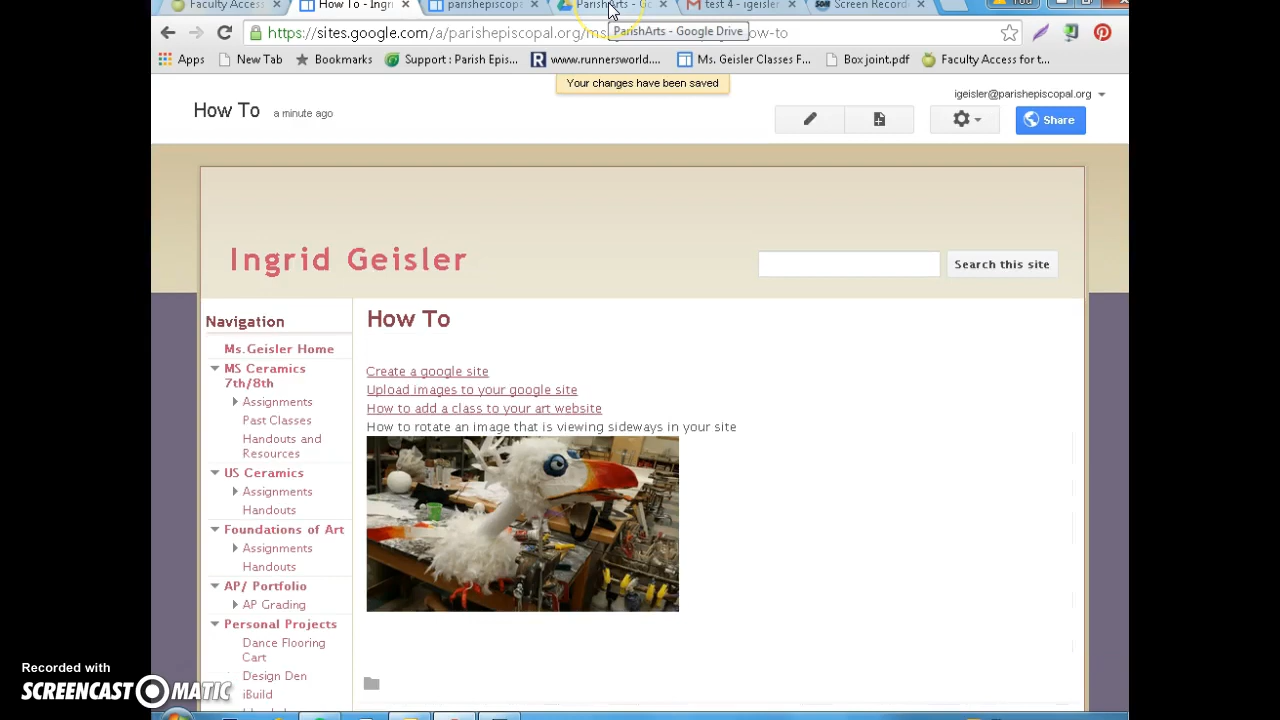 Faculty Access
How To - Ingri
parishepiscop
ParishArts - Go
test 4 - igeisler
Screen Record
https://sites.google.com/a/parishepiscopal.org/ms
ow-to
ParishArts - Google Drive
Apps
New Tab
Bookmarks
Support : Parish Epis...
www.runnersworld....
Ms. Geisler Classes F...
Box joint.pdf
Faculty Access for t...
Your changes have been saved
How To a minute ago
igeisler@parishepiscopal.org
Share
Ingrid Geisler
Search this site
Navigation
Ms.Geisler Home
MS Ceramics
7th/8th
Assignments
Past Classes
Handouts and
Resources
US Ceramics
Assignments
Handouts
Foundations of Art
Assignments
Handouts
AP/ Portfolio
AP Grading
Personal Projects
Dance Flooring
Cart
Design Den
iBuild
How To
Create a google site
Upload images to your google site
How to add a class to your art website
How to rotate an image that is viewing sideways in your site
Recorded with
SCREENCAST MATIC